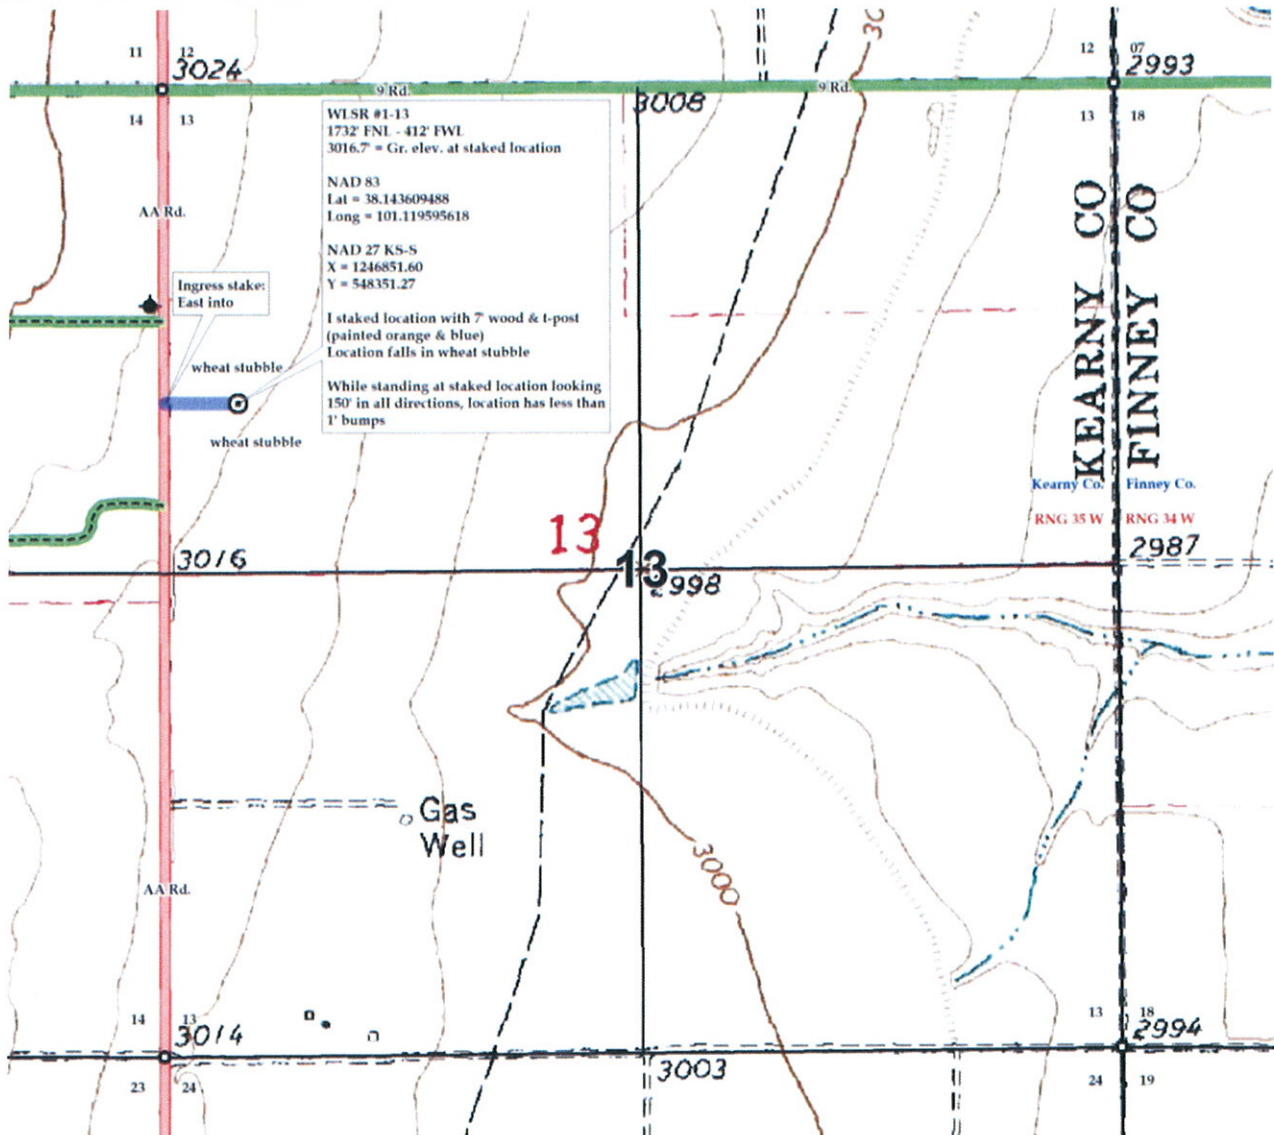 11
12
3024
30
12
07
2993
9 Rd.
9 Rd.
3008
14
13
13
18
WLSR #1-13
1732' FNL - 412' FWL
3016.7' = Gr. elev. at staked location
NAD 83
Lat = 38.143609488
Long = 101.119595618
NAD 27 KS-S
X = 1246851.60
Y = 548351.27
I staked location with 7' wood & t-post
(painted orange & blue)
Location falls in wheat stubble
While standing at staked location looking
150' in all directions, location has less than
1' bumps
AA Rd.
KEARNY CO
FINNEY CO
Ingress stake:
East into
wheat stubble
wheat stubble
Kearny Co.
Finney Co.
RNG 35 W
RNG 34 W
13
3016
13
2998
2987
Gas
Well
3000
AA Rd.
14
13
3014
13
18
2994
3003
23
24
24
19